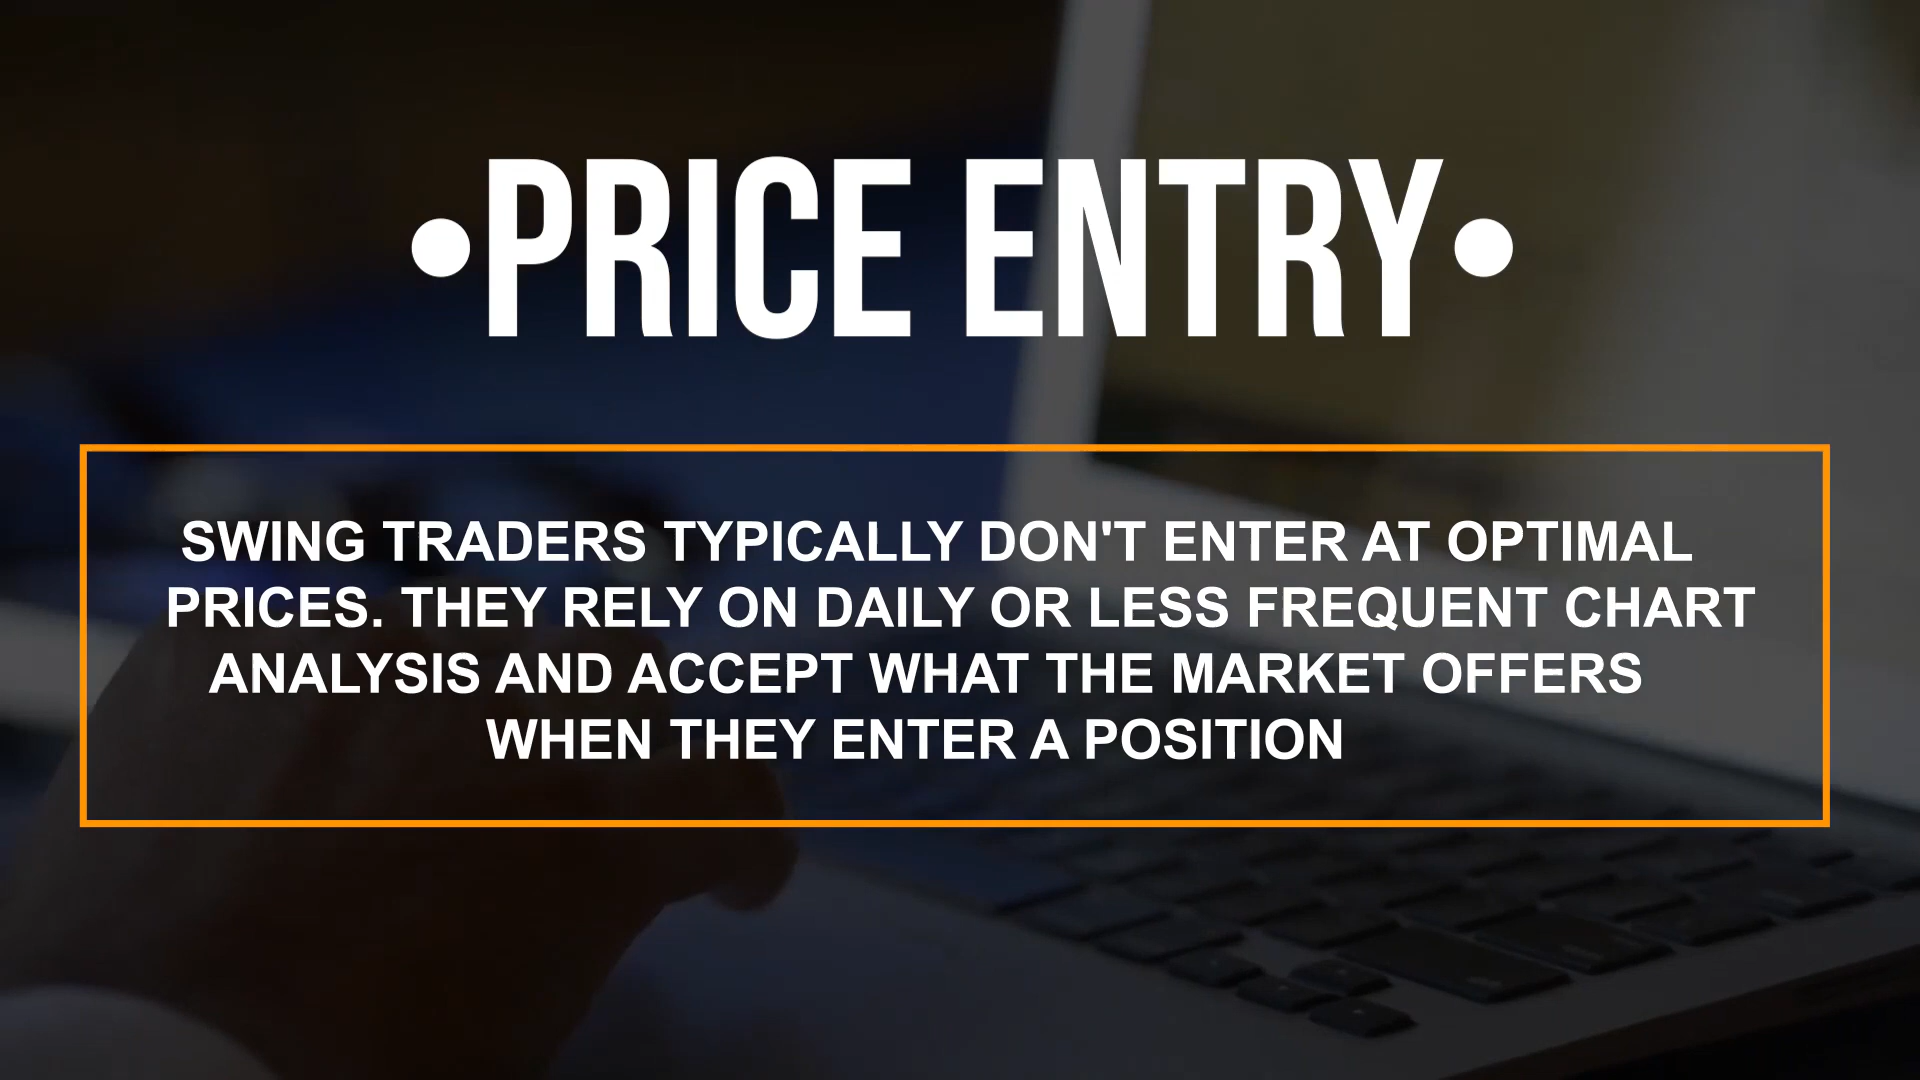 •PRICE ENTRY•
SWING TRADERS TYPICALLY DON'T ENTER AT OPTIMAL
PRICES. THEY RELY ON DAILY OR LESS FREQUENT CHART
ANALYSIS AND ACCEPT WHAT THE MARKET OFFERS
WHEN THEY ENTER A POSITION